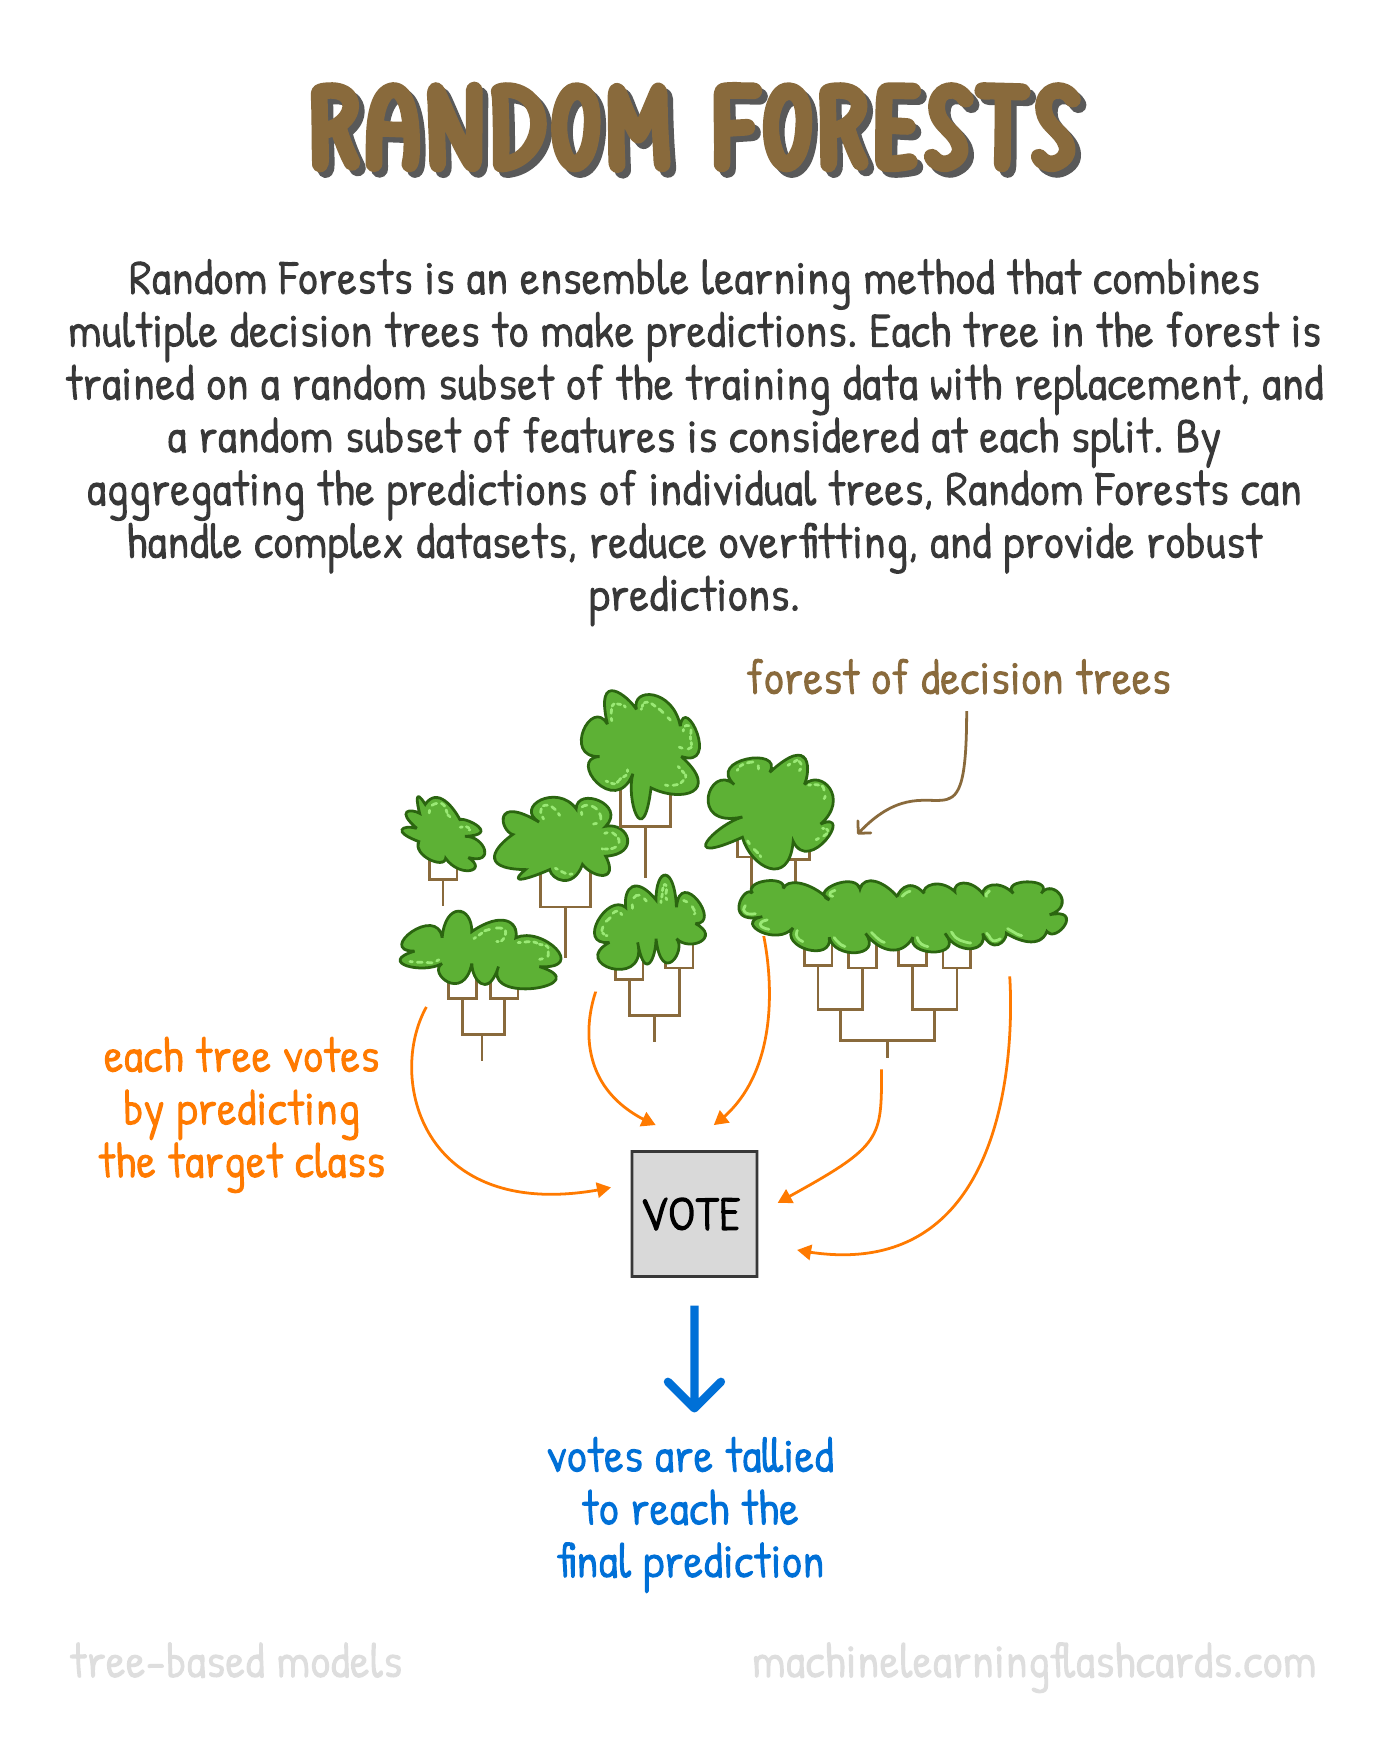 RANDOM FORESTS
Random Forests is an ensemble learning method that combines
multiple decision trees to make predictions. Each tree in the forest is
trained on a random subset of the training data with replacement, and
a random subset of features is considered at each split. By
aggregating the predictions of individual trees, Random Forests can
handle complex datasets, reduce overfitting, and provide robust
predictions.
forest of decision trees
each tree votes
by predicting
the target class
VOTE
votes are tallied
to reach the
final prediction
tree-based models
machinelearningflashcards.com